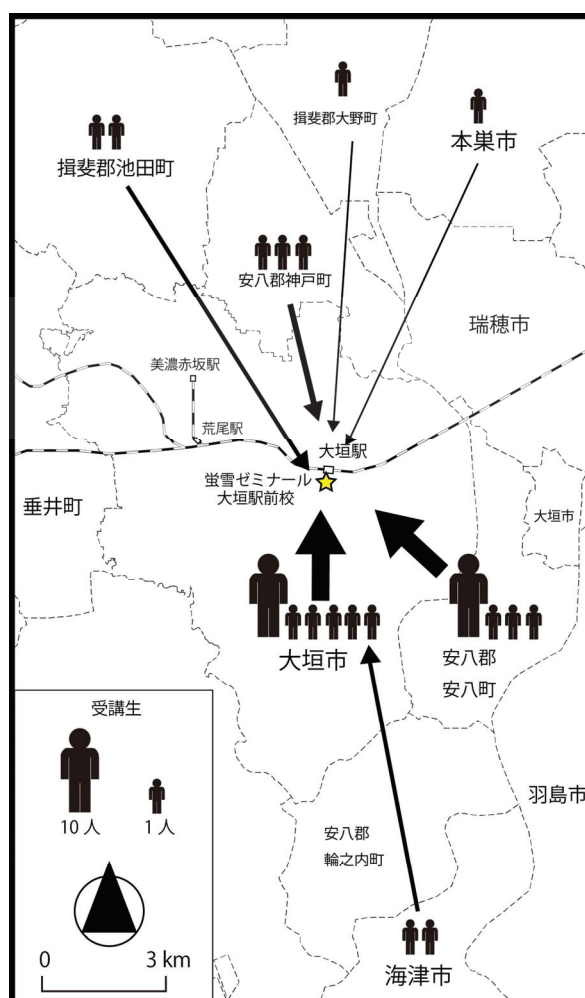 揖斐郡大野町
本巣市
揖斐郡池田町
安八郡神戸町
瑞穂市
美濃赤坂駅
荒尾駅
大垣駅
蛍雪ゼミナール
大垣駅前校
垂井町
大垣市
大垣市
安八郡
安八町
受講生
10 人
1 人
羽島市
安八郡
輪之内町
海津市
0
3 km